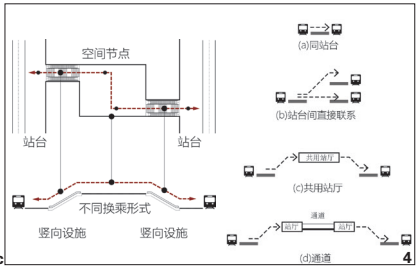 空间节点
站台
站台
不同换乘形式
竖向设施
竖向设施
(a)同站台
(b)站台间直接联系
共用站厅
(c)共用站厅
通道
站厅
站厅
(d)通道
c
4